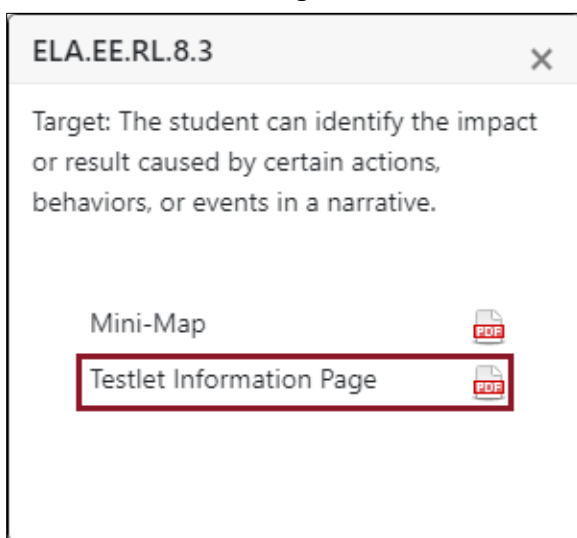 ELA.EE.RL.8.3
Target: The student can identify the impact
or result caused by certain actions,
behaviors, or events in a narrative.
Mini-Map PDF
Testlet Information Page PDF